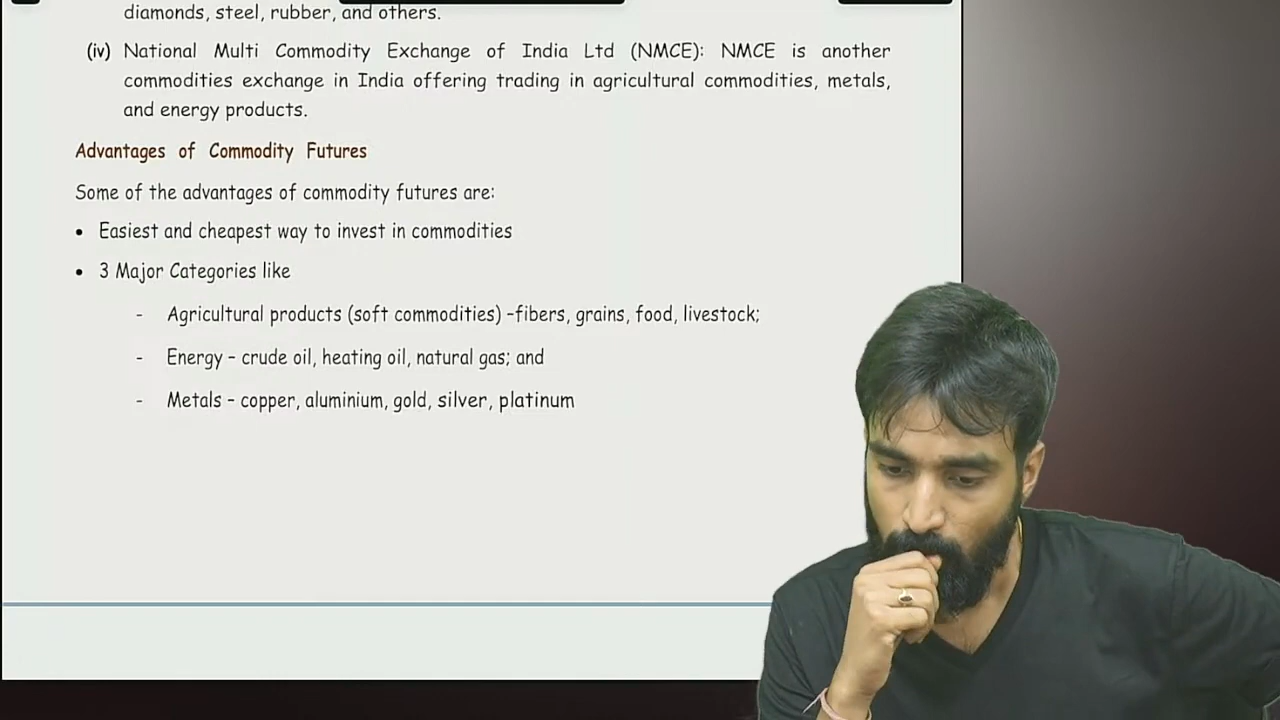 diamonds, steel, rubber, and others.
(iv) National Multi Commodity Exchange of India Ltd (NMCE): NMCE is another
commodities exchange in India offering trading in agricultural commodities, metals,
and energy products.
Advantages of Commodity Futures
Some of the advantages of commodity futures are:
• Easiest and cheapest way to invest in commodities
• 3 Major Categories like
- Agricultural products (soft commodities) –fibers, grains, food, livestock;
- Energy – crude oil, heating oil, natural gas; and
- Metals – copper, aluminium, gold, silver, platinum